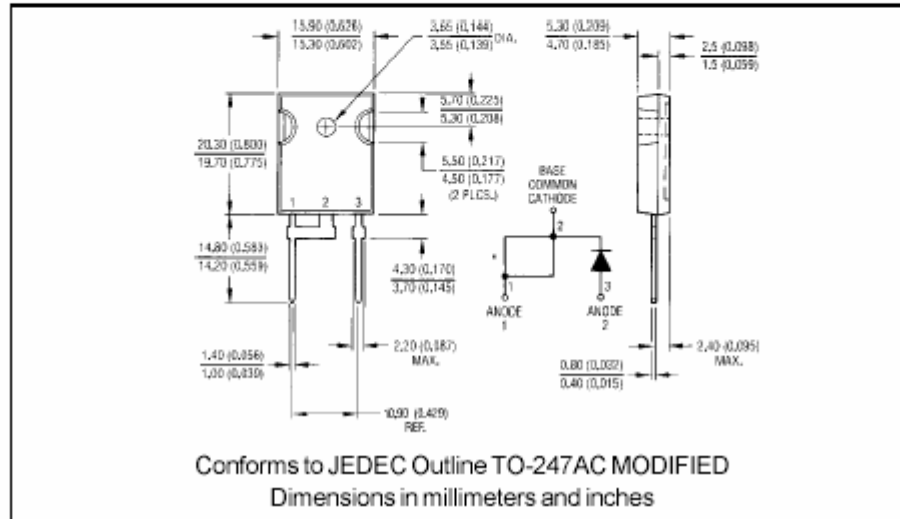 15.90 (0.626)
15.30 (0.602)
3.65 (0.144)
3.55 (0.139)
DIA.
5.30 (0.209)
4.70 (0.185)
2.5 (0.098)
1.5 (0.059)
5.70 (0.225)
5.30 (0.208)
20.30 (0.800)
19.70 (0.775)
5.50 (0.217)
4.50 (0.177)
(2 PLCS.)
BASE
COMMON
CATHODE
1 2 3
2
14.80 (0.583)
14.20 (0.559)
4.30 (0.170)
3.70 (0.145)
*
1
3
ANODE
1
ANODE
2
1.40 (0.056)
1.00 (0.039)
2.20 (0.087)
MAX.
2.40 (0.095)
MAX.
0.80 (0.032)
0.40 (0.015)
10.90 (0.429)
REF.
Conforms to JEDEC Outline TO-247AC MODIFIED
Dimensions in millimeters and inches